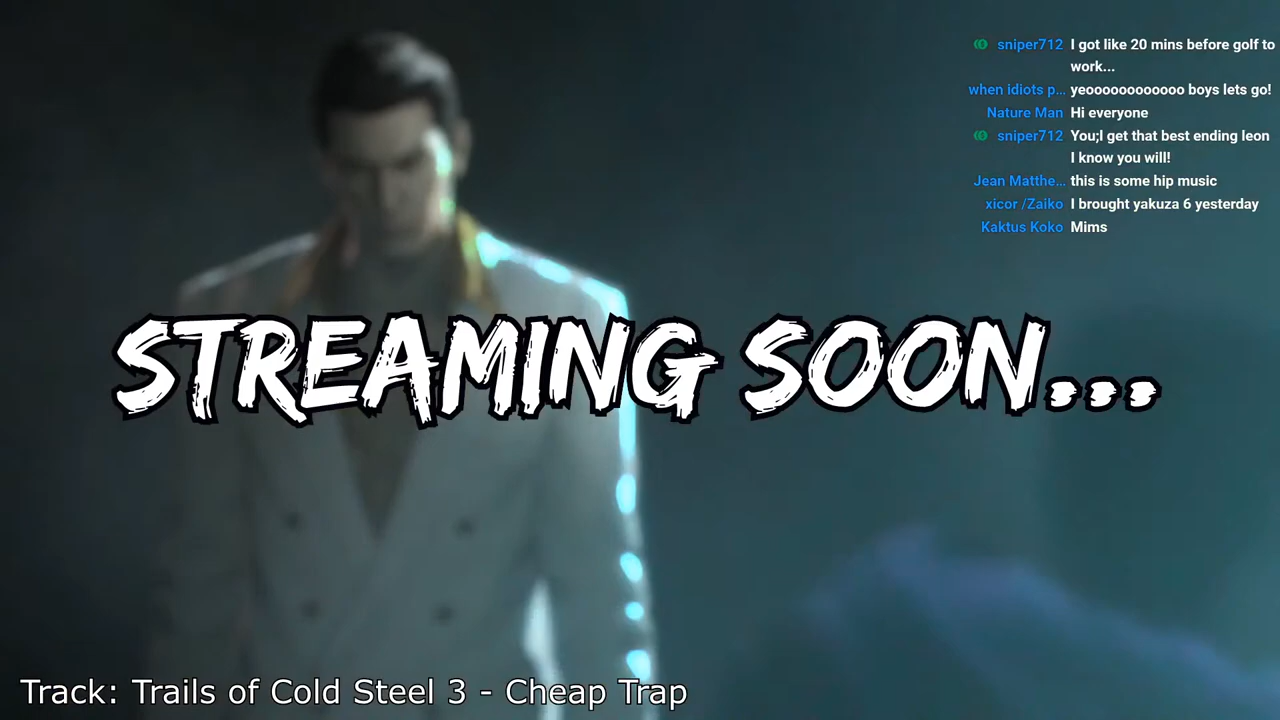 sniper712 I got like 20 mins before golf to
work...
when idiots p... yeoooooooooooo boys lets go!
Nature Man Hi everyone
sniper712 You;l get that best ending leon
I know you will!
Jean Matthe... this is some hip music
xicor /Zaiko I brought yakuza 6 yesterday
Kaktus Koko Mims
STREAMING SOON...
Track: Trails of Cold Steel 3 - Cheap Trap